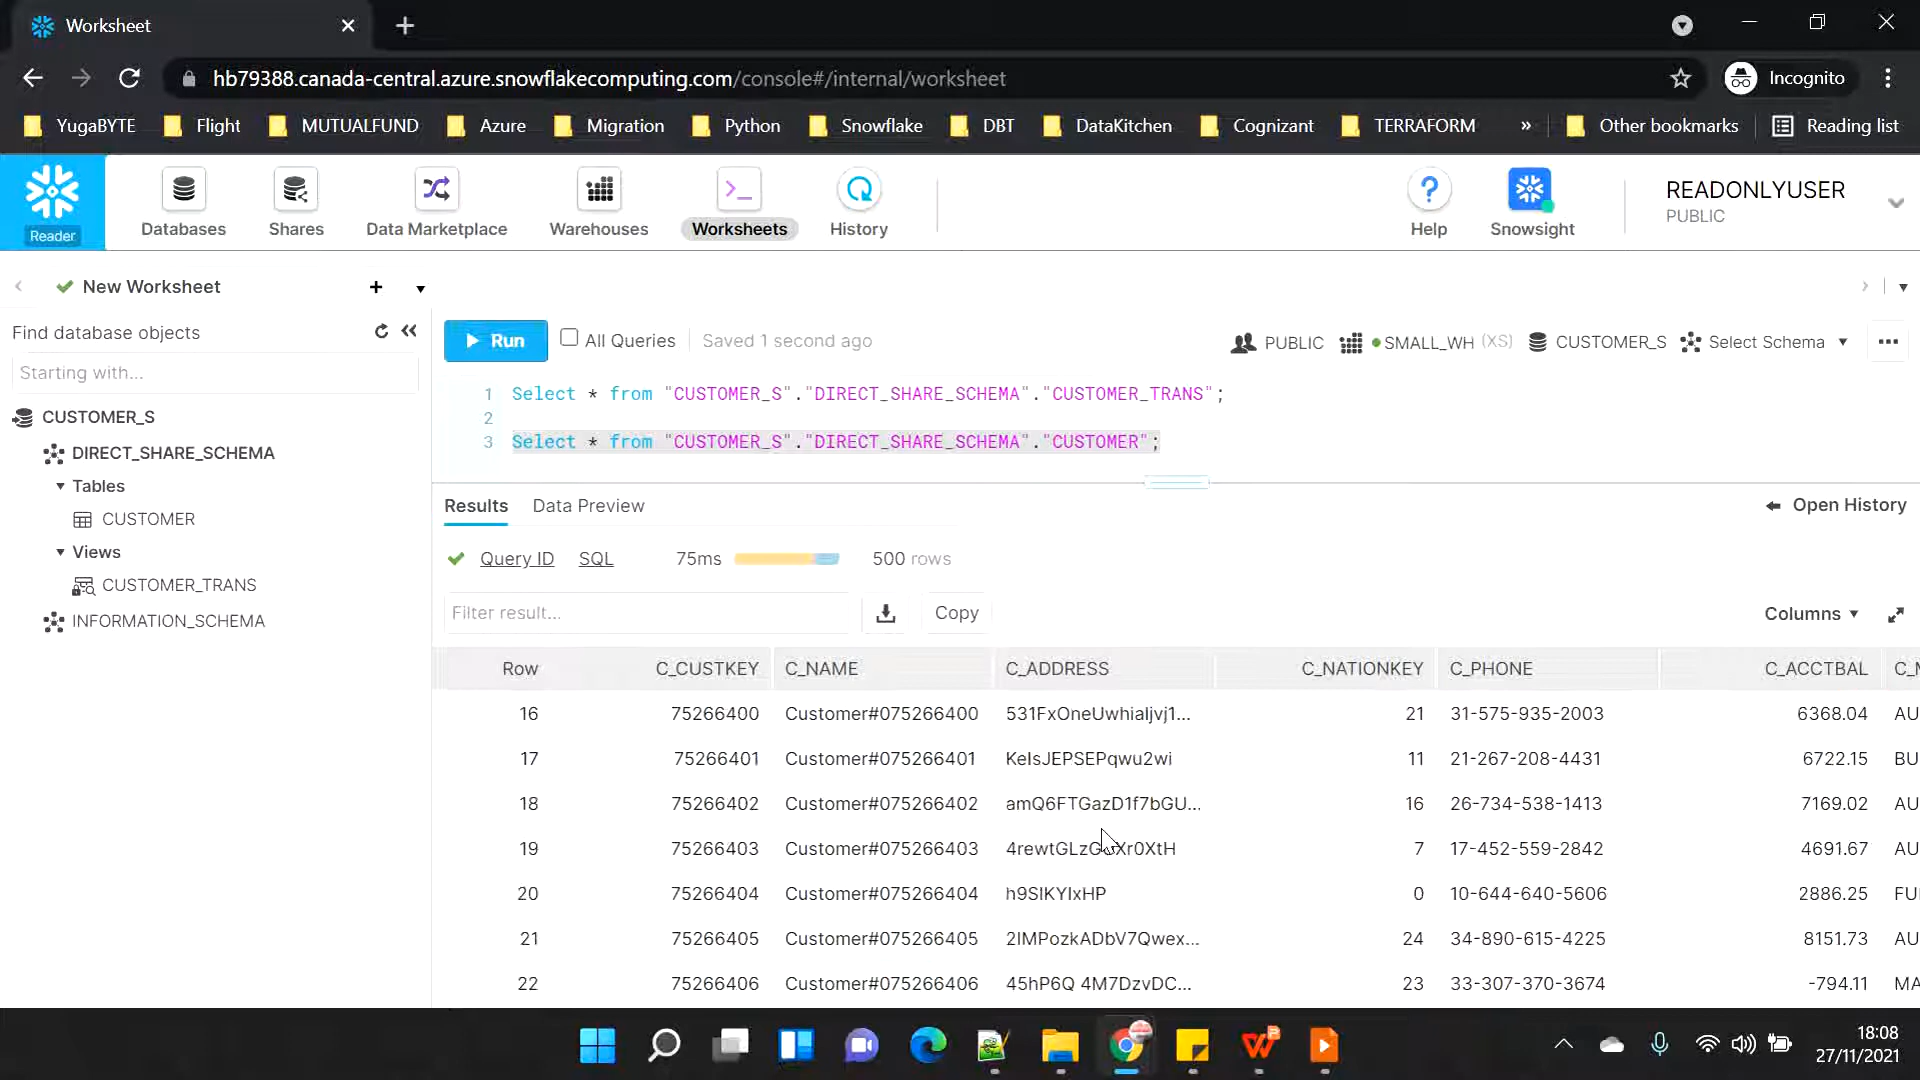 Worksheet
hb79388.canada-central.azure.snowflakecomputing.com/console#/internal/worksheet
Incognito
YugaBYTE Flight MUTUALFUND Azure Migration Python Snowflake DBT DataKitchen Cognizant TERRAFORM » Other bookmarks Reading list
Reader
Databases Shares Data Marketplace Warehouses Worksheets History Help Snowsight
READONLYUSER
PUBLIC
New Worksheet
Find database objects
Starting with...
CUSTOMER_S
DIRECT_SHARE_SCHEMA
Tables
CUSTOMER
Views
CUSTOMER_TRANS
INFORMATION_SCHEMA
Run All Queries Saved 1 second ago PUBLIC SMALL_WH (XS) CUSTOMER_S Select Schema
1 Select * from "CUSTOMER_S"."DIRECT_SHARE_SCHEMA"."CUSTOMER_TRANS";
2
3 Select * from "CUSTOMER_S"."DIRECT_SHARE_SCHEMA"."CUSTOMER";
Results Data Preview Open History
Query ID SQL 75ms 500 rows
Filter result... Copy Columns
Row C_CUSTKEY C_NAME C_ADDRESS C_NATIONKEY C_PHONE C_ACCTBAL C_M
16 75266400 Customer#075266400 531FxOneUwhialjvj1... 21 31-575-935-2003 6368.04 AU
17 75266401 Customer#075266401 KelsJEPSEPqwu2wi 11 21-267-208-4431 6722.15 BU
18 75266402 Customer#075266402 amQ6FTGazD1f7bGU... 16 26-734-538-1413 7169.02 AU
19 75266403 Customer#075266403 7 17-452-559-2842 4691.67 AU
20 75266404 Customer#075266404 h9SlKYIxHP 0 10-644-640-5606 2886.25 FU
21 75266405 Customer#075266405 2IMPozkADbV7Qwex... 24 34-890-615-4225 8151.73 AU
22 75266406 Customer#075266406 45hP6Q 4M7DzvDC... 23 33-307-370-3674 -794.11 MA
18:08
27/11/2021